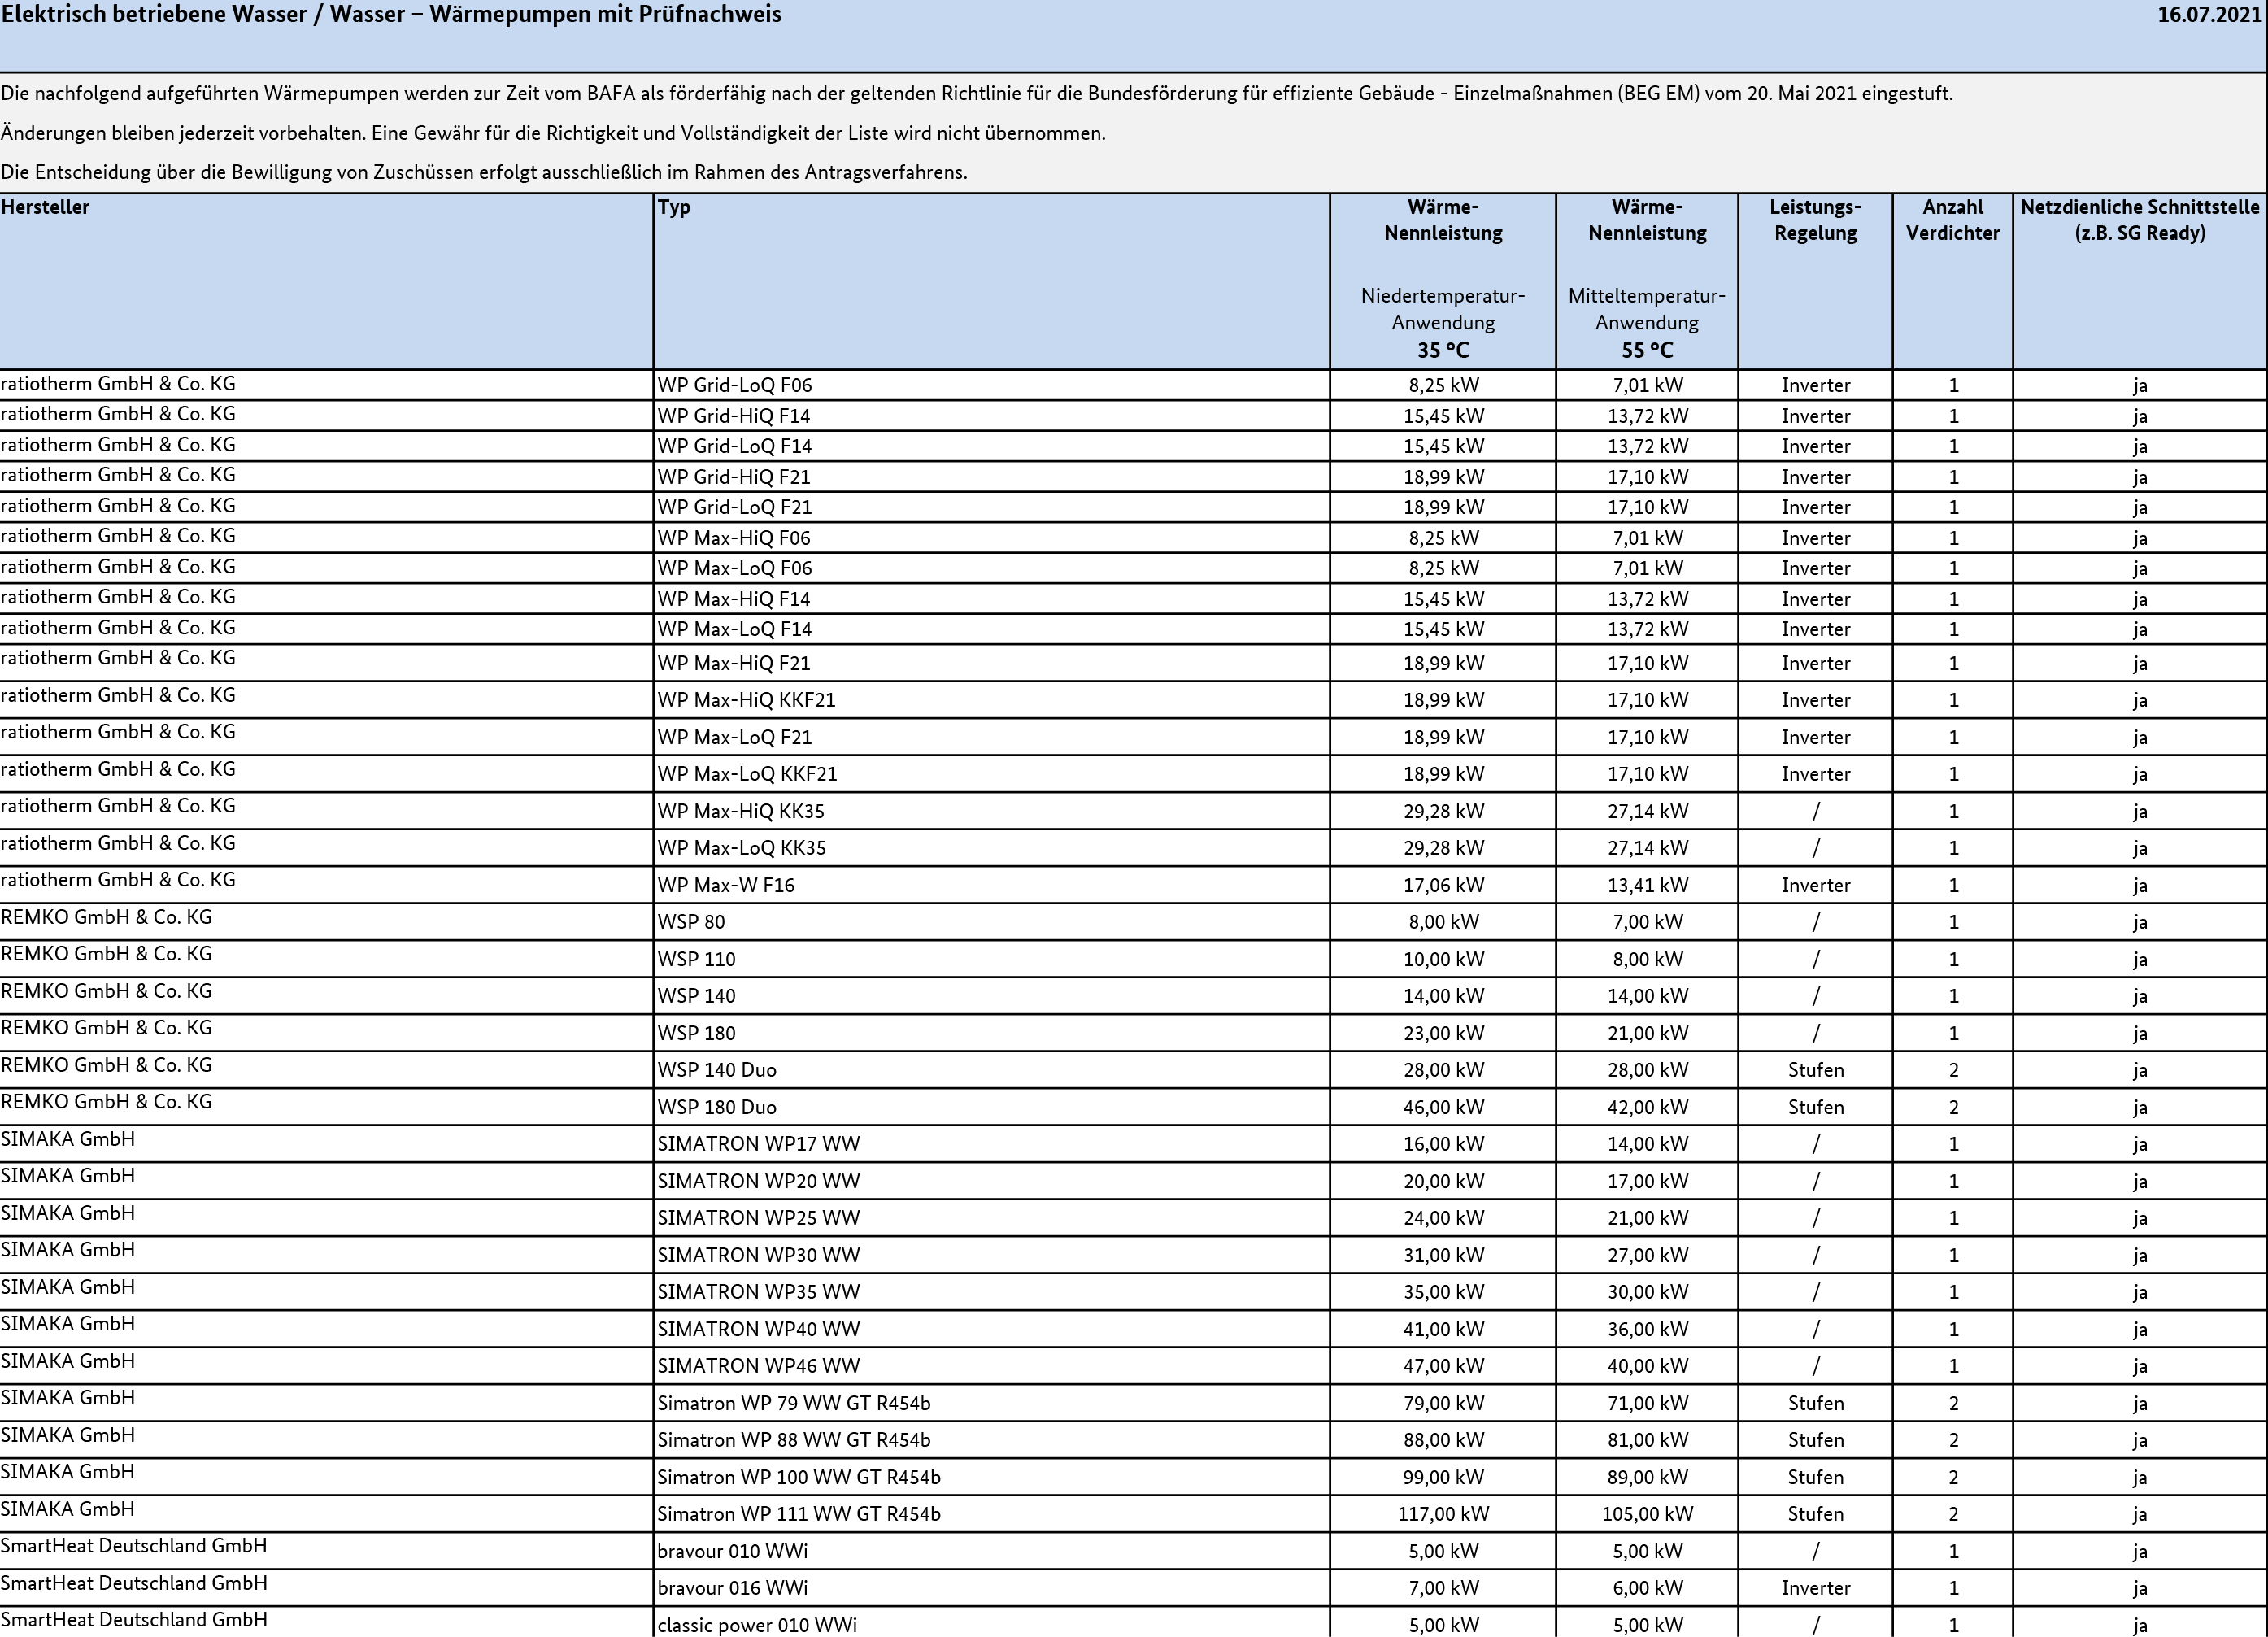 Elektrisch betriebene Wasser / Wasser – Wärmepumpen mit Prüfnachweis 16.07.2021
Die nachfolgend aufgeführten Wärmepumpen werden zur Zeit vom BAFA als förderfähig nach der geltenden Richtlinie für die Bundesförderung für effiziente Gebäude - Einzelmaßnahmen (BEG EM) vom 20. Mai 2021 eingestuft.
Änderungen bleiben jederzeit vorbehalten. Eine Gewähr für die Richtigkeit und Vollständigkeit der Liste wird nicht übernommen.
Die Entscheidung über die Bewilligung von Zuschüssen erfolgt ausschließlich im Rahmen des Antragsverfahrens.
Hersteller Typ Wärme- Wärme- Leistungs- Anzahl Netzdienliche Schnittstelle
Nennleistung Nennleistung Regelung Verdichter (z.B. SG Ready)
Niedertemperatur- Mitteltemperatur-
Anwendung Anwendung
35 °C 55 °C
ratiotherm GmbH & Co. KG WP Grid-LoQ F06 8,25 kW 7,01 kW Inverter 1 ja
ratiotherm GmbH & Co. KG WP Grid-HiQ F14 15,45 kW 13,72 kW Inverter 1 ja
ratiotherm GmbH & Co. KG WP Grid-LoQ F14 15,45 kW 13,72 kW Inverter 1 ja
ratiotherm GmbH & Co. KG WP Grid-HiQ F21 18,99 kW 17,10 kW Inverter 1 ja
ratiotherm GmbH & Co. KG WP Grid-LoQ F21 18,99 kW 17,10 kW Inverter 1 ja
ratiotherm GmbH & Co. KG WP Max-HiQ F06 8,25 kW 7,01 kW Inverter 1 ja
ratiotherm GmbH & Co. KG WP Max-LoQ F06 8,25 kW 7,01 kW Inverter 1 ja
ratiotherm GmbH & Co. KG WP Max-HiQ F14 15,45 kW 13,72 kW Inverter 1 ja
ratiotherm GmbH & Co. KG WP Max-LoQ F14 15,45 kW 13,72 kW Inverter 1 ja
ratiotherm GmbH & Co. KG WP Max-HiQ F21 18,99 kW 17,10 kW Inverter 1 ja
ratiotherm GmbH & Co. KG WP Max-HiQ KKF21 18,99 kW 17,10 kW Inverter 1 ja
ratiotherm GmbH & Co. KG WP Max-LoQ F21 18,99 kW 17,10 kW Inverter 1 ja
ratiotherm GmbH & Co. KG WP Max-LoQ KKF21 18,99 kW 17,10 kW Inverter 1 ja
ratiotherm GmbH & Co. KG WP Max-HiQ KK35 29,28 kW 27,14 kW / 1 ja
ratiotherm GmbH & Co. KG WP Max-LoQ KK35 29,28 kW 27,14 kW / 1 ja
ratiotherm GmbH & Co. KG WP Max-W F16 17,06 kW 13,41 kW Inverter 1 ja
REMKO GmbH & Co. KG WSP 80 8,00 kW 7,00 kW / 1 ja
REMKO GmbH & Co. KG WSP 110 10,00 kW 8,00 kW / 1 ja
REMKO GmbH & Co. KG WSP 140 14,00 kW 14,00 kW / 1 ja
REMKO GmbH & Co. KG WSP 180 23,00 kW 21,00 kW / 1 ja
REMKO GmbH & Co. KG WSP 140 Duo 28,00 kW 28,00 kW Stufen 2 ja
REMKO GmbH & Co. KG WSP 180 Duo 46,00 kW 42,00 kW Stufen 2 ja
SIMAKA GmbH SIMATRON WP17 WW 16,00 kW 14,00 kW / 1 ja
SIMAKA GmbH SIMATRON WP20 WW 20,00 kW 17,00 kW / 1 ja
SIMAKA GmbH SIMATRON WP25 WW 24,00 kW 21,00 kW / 1 ja
SIMAKA GmbH SIMATRON WP30 WW 31,00 kW 27,00 kW / 1 ja
SIMAKA GmbH SIMATRON WP35 WW 35,00 kW 30,00 kW / 1 ja
SIMAKA GmbH SIMATRON WP40 WW 41,00 kW 36,00 kW / 1 ja
SIMAKA GmbH SIMATRON WP46 WW 47,00 kW 40,00 kW / 1 ja
SIMAKA GmbH Simatron WP 79 WW GT R454b 79,00 kW 71,00 kW Stufen 2 ja
SIMAKA GmbH Simatron WP 88 WW GT R454b 88,00 kW 81,00 kW Stufen 2 ja
SIMAKA GmbH Simatron WP 100 WW GT R454b 99,00 kW 89,00 kW Stufen 2 ja
SIMAKA GmbH Simatron WP 111 WW GT R454b 117,00 kW 105,00 kW Stufen 2 ja
SmartHeat Deutschland GmbH bravour 010 WWi 5,00 kW 5,00 kW / 1 ja
SmartHeat Deutschland GmbH bravour 016 WWi 7,00 kW 6,00 kW Inverter 1 ja
SmartHeat Deutschland GmbH classic power 010 WWi 5,00 kW 5,00 kW / 1 ja